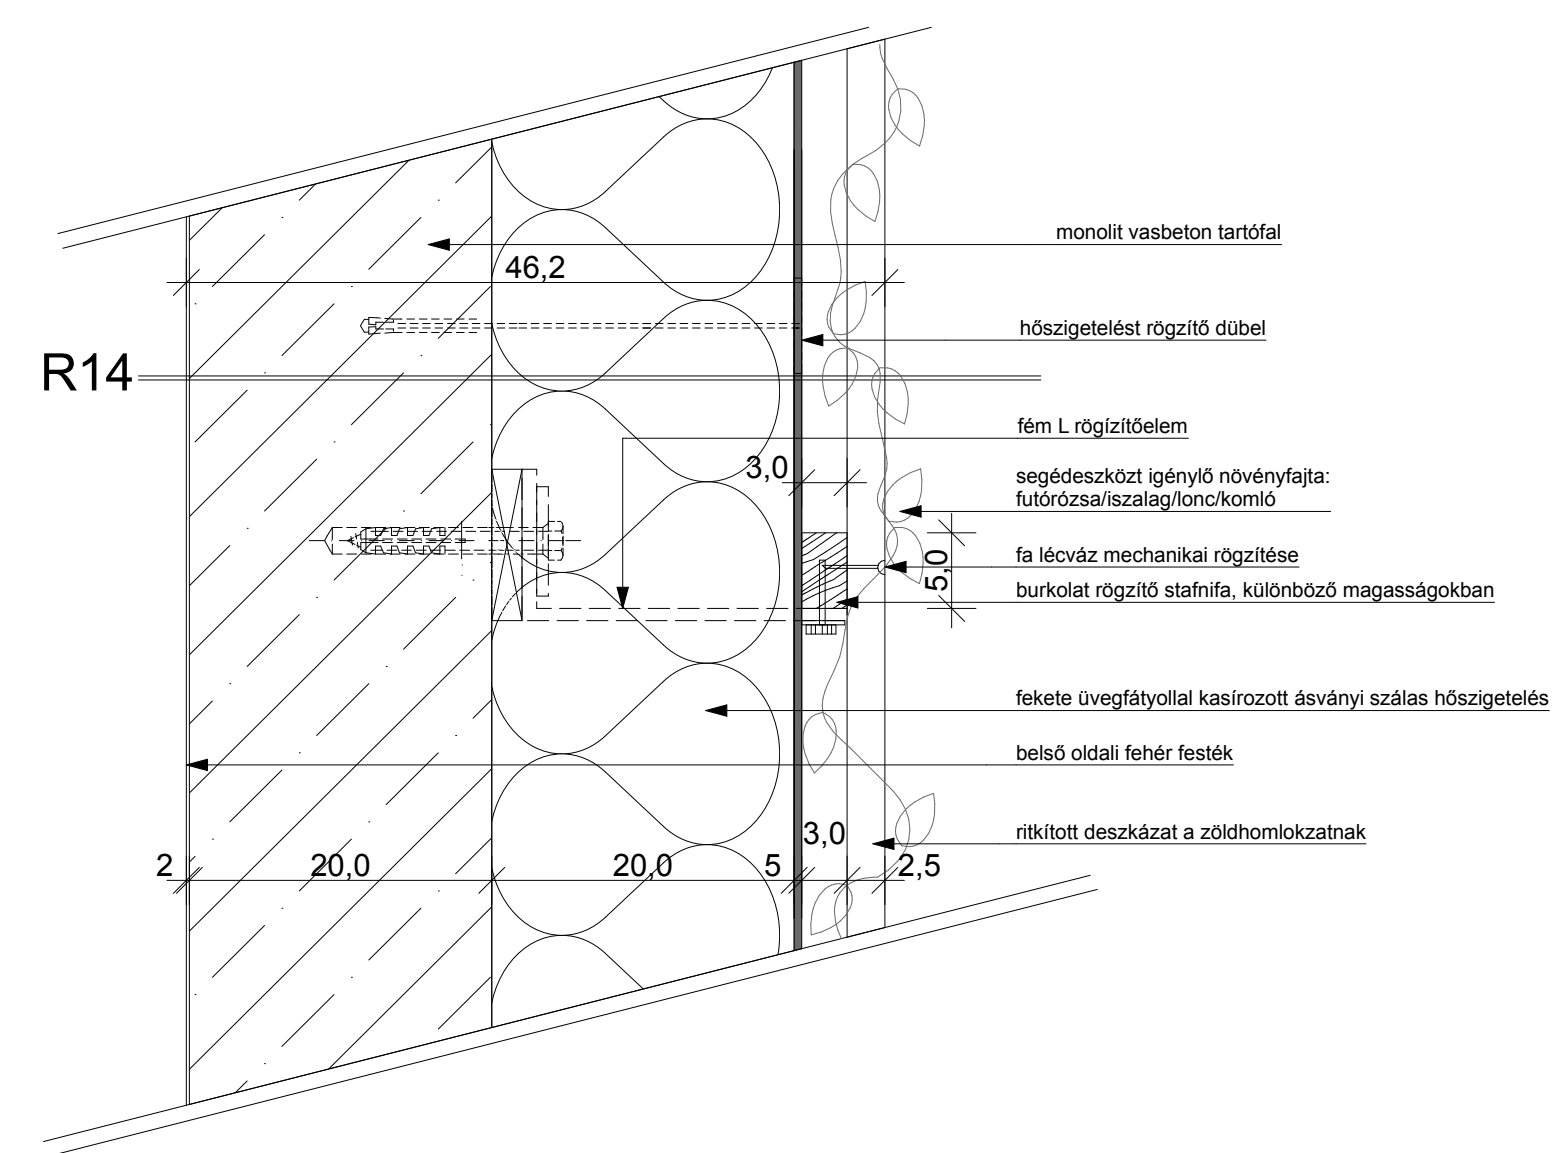 monolit vasbeton tartófal
46,2
hőszigetelést rögzítő dübel
R14
fém L rögízítőelem
3,0
segédeszközt igénylő növényfajta:
futórózsa/iszalag/lonc/komló
5,0
fa lécváz mechanikai rögzítése
burkolat rögzítő stafnifa, különböző magasságokban
fekete üvegfátyollal kasírozott ásványi szálas hőszigetelés
belső oldali fehér festék
ritkított deszkázat a zöldhomlokzatnak
2 20,0 20,0 5 3,0 2,5